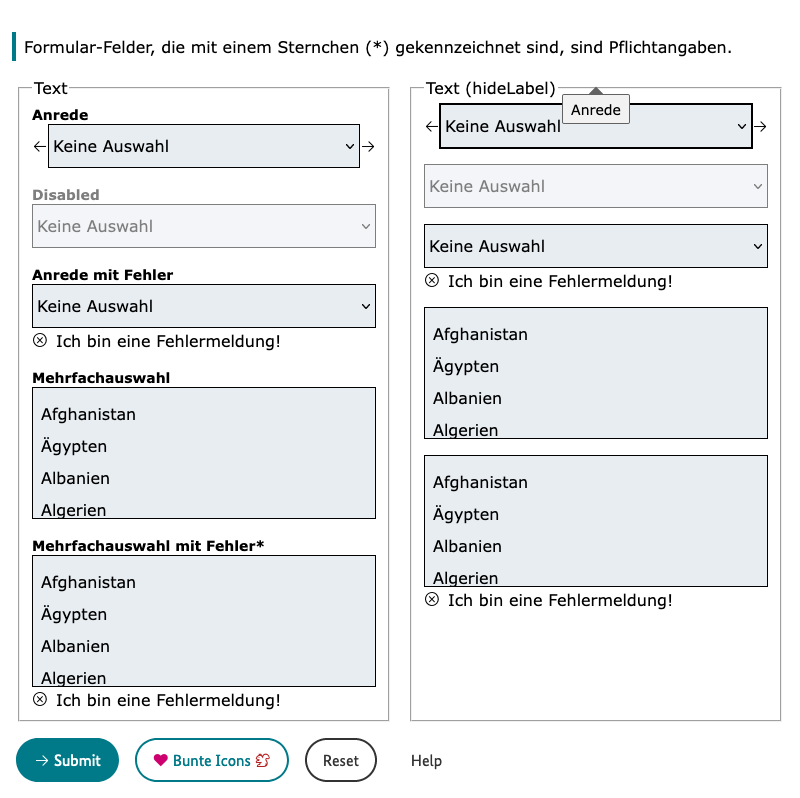 Formular-Felder, die mit einem Sternchen (*) gekennzeichnet sind, sind Pflichtangaben.
Text
Anrede
Keine Auswahl
Disabled
Keine Auswahl
Anrede mit Fehler
Keine Auswahl
Ich bin eine Fehlermeldung!
Mehrfachauswahl
Afghanistan
Ägypten
Albanien
Algerien
Mehrfachauswahl mit Fehler*
Afghanistan
Ägypten
Albanien
Algerien
Ich bin eine Fehlermeldung!
Text (hideLabel)
Anrede
Keine Auswahl
Keine Auswahl
Keine Auswahl
Ich bin eine Fehlermeldung!
Afghanistan
Ägypten
Albanien
Algerien
Afghanistan
Ägypten
Albanien
Algerien
Ich bin eine Fehlermeldung!
Submit
Bunte Icons
Reset
Help